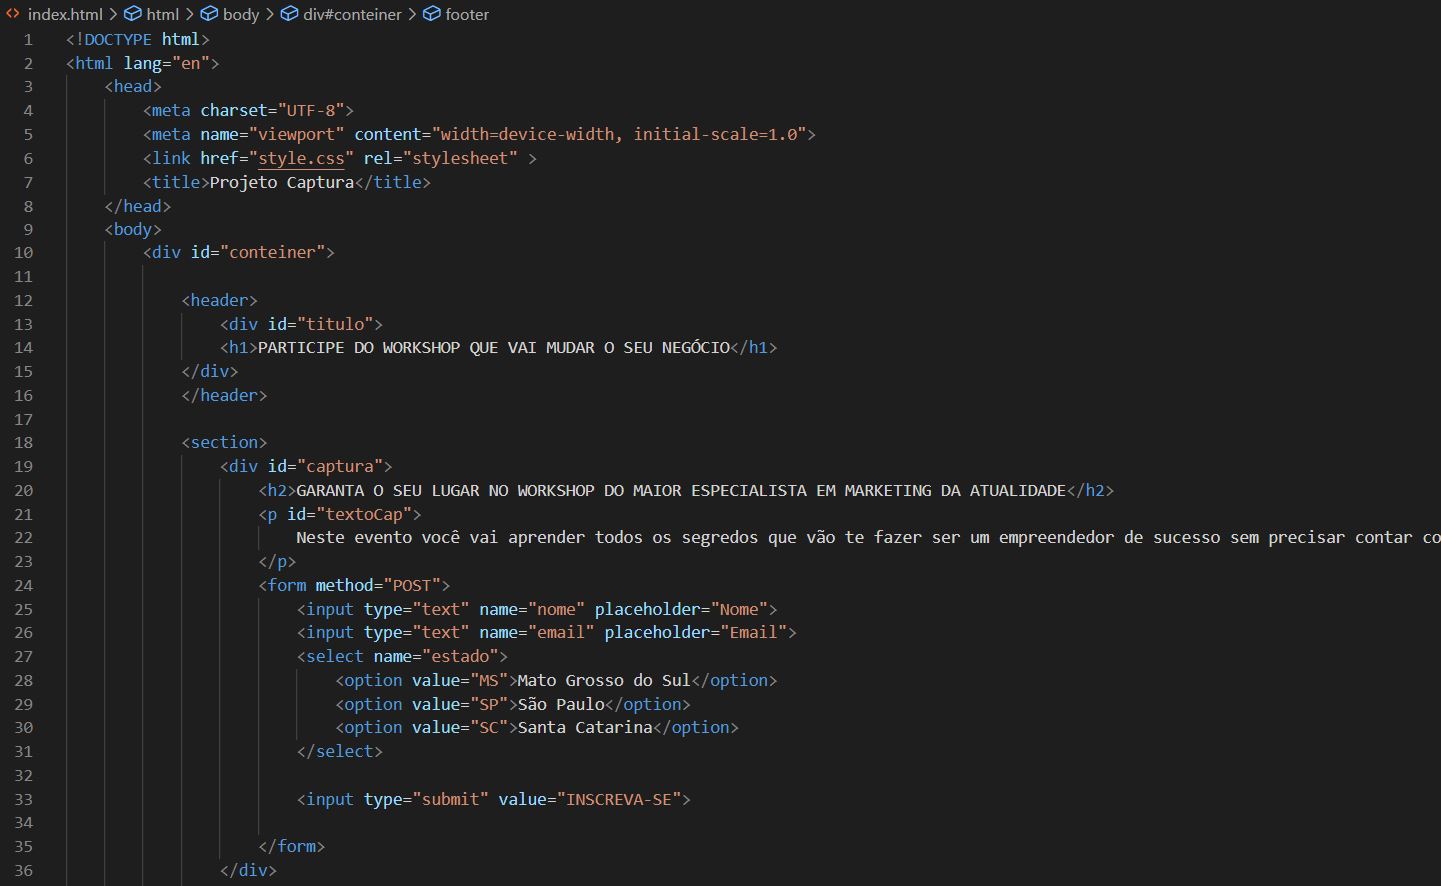 index.html > html > body > div#conteiner > footer
1 <!DOCTYPE html>
2 <html lang="en">
3 <head>
4 <meta charset="UTF-8">
5 <meta name="viewport" content="width=device-width, initial-scale=1.0">
6 <link href="style.css" rel="stylesheet" >
7 <title>Projeto Captura</title>
8 </head>
9 <body>
10 <div id="conteiner">
11
12 <header>
13 <div id="titulo">
14 <h1>PARTICIPE DO WORKSHOP QUE VAI MUDAR O SEU NEGÓCIO</h1>
15 </div>
16 </header>
17
18 <section>
19 <div id="captura">
20 <h2>GARANTA O SEU LUGAR NO WORKSHOP DO MAIOR ESPECIALISTA EM MARKETING DA ATUALIDADE</h2>
21 <p id="textoCap">
22 Neste evento você vai aprender todos os segredos que vão te fazer ser um empreendedor de sucesso sem precisar contar co
23 </p>
24 <form method="POST">
25 <input type="text" name="nome" placeholder="Nome">
26 <input type="text" name="email" placeholder="Email">
27 <select name="estado">
28 <option value="MS">Mato Grosso do Sul</option>
29 <option value="SP">São Paulo</option>
30 <option value="SC">Santa Catarina</option>
31 </select>
32
33 <input type="submit" value="INSCREVA-SE">
34
35 </form>
36 </div>